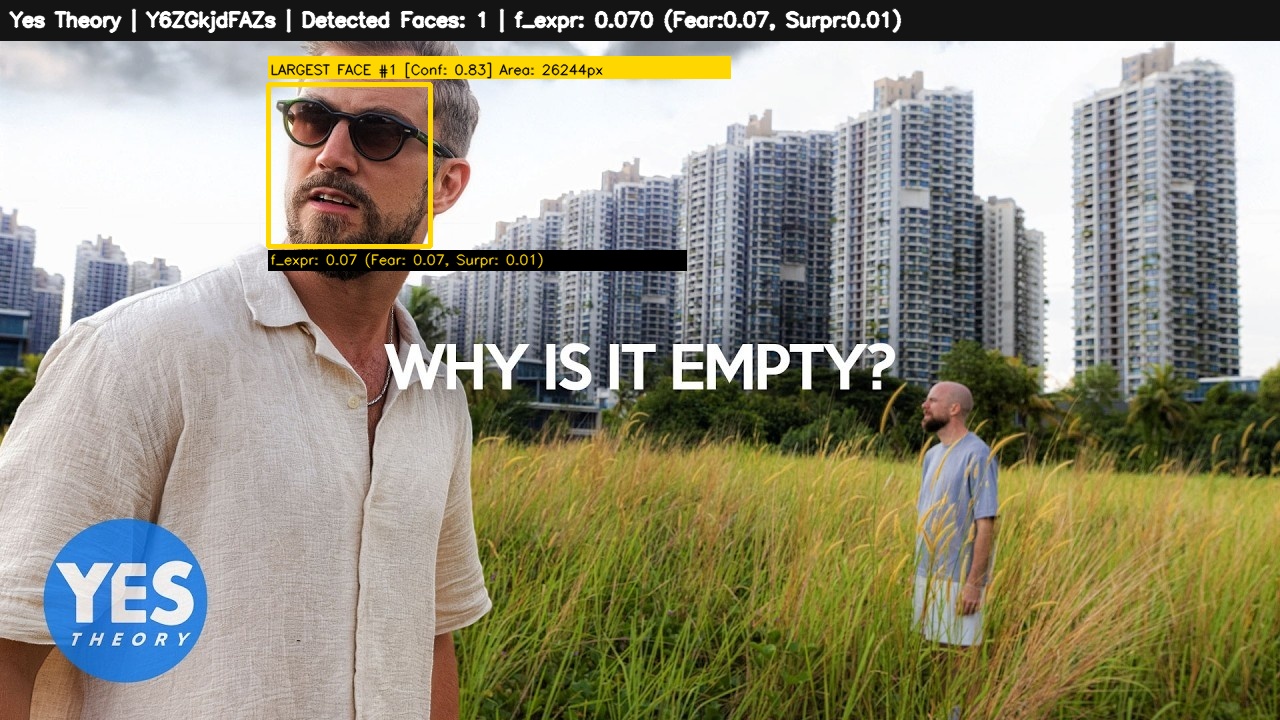 Yes Theory | Y6ZGkjdFAZs | Detected Faces: 1 | f_expr: 0.070 (Fear:0.07, Surpr:0.01)
LARGEST FACE #1 [Conf: 0.83] Area: 26244px
f_expr: 0.07 (Fear: 0.07, Surpr: 0.01)
WHY IS IT EMPTY?
YES
THEORY